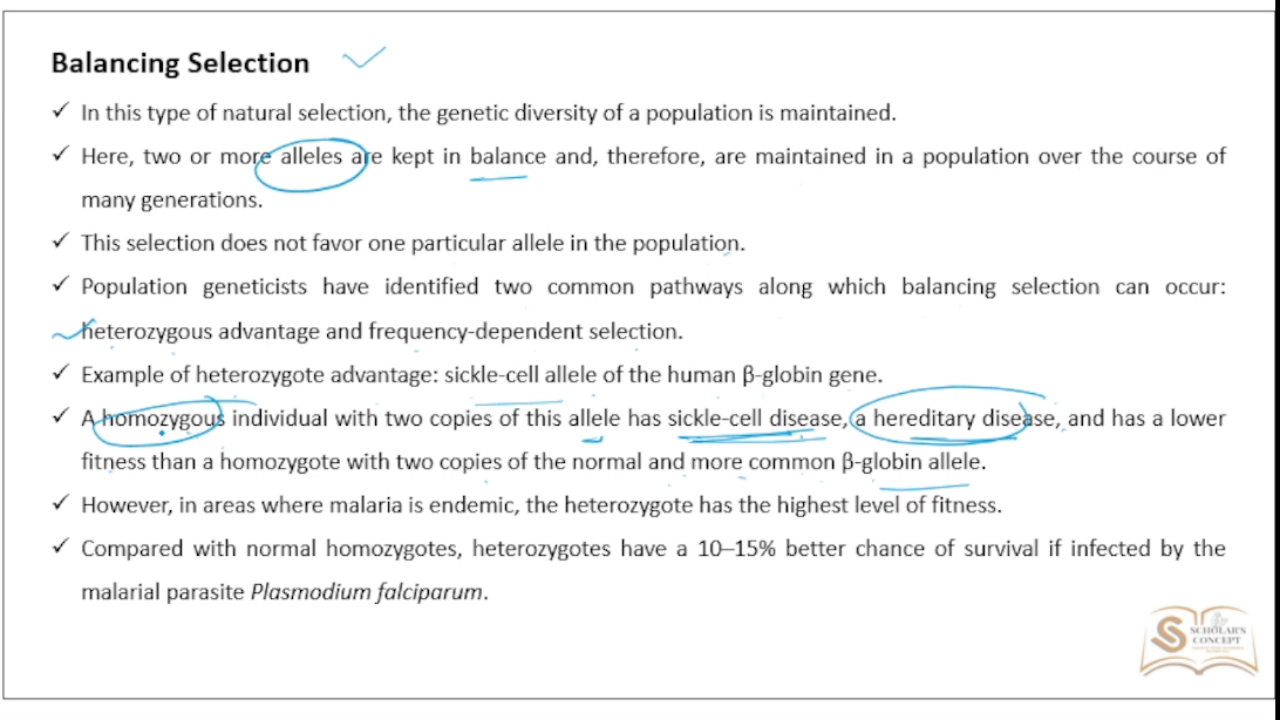 Balancing Selection
✓ In this type of natural selection, the genetic diversity of a population is maintained.
✓ Here, two or more alleles are kept in balance and, therefore, are maintained in a population over the course of
many generations.
✓ This selection does not favor one particular allele in the population.
✓ Population geneticists have identified two common pathways along which balancing selection can occur:
heterozygous advantage and frequency-dependent selection.
✓ Example of heterozygote advantage: sickle-cell allele of the human β-globin gene.
✓ A homozygous individual with two copies of this allele has sickle-cell disease, a hereditary disease, and has a lower
fitness than a homozygote with two copies of the normal and more common β-globin allele.
✓ However, in areas where malaria is endemic, the heterozygote has the highest level of fitness.
✓ Compared with normal homozygotes, heterozygotes have a 10–15% better chance of survival if infected by the
malarial parasite Plasmodium falciparum.
SCHOLAR'S
CONCEPT